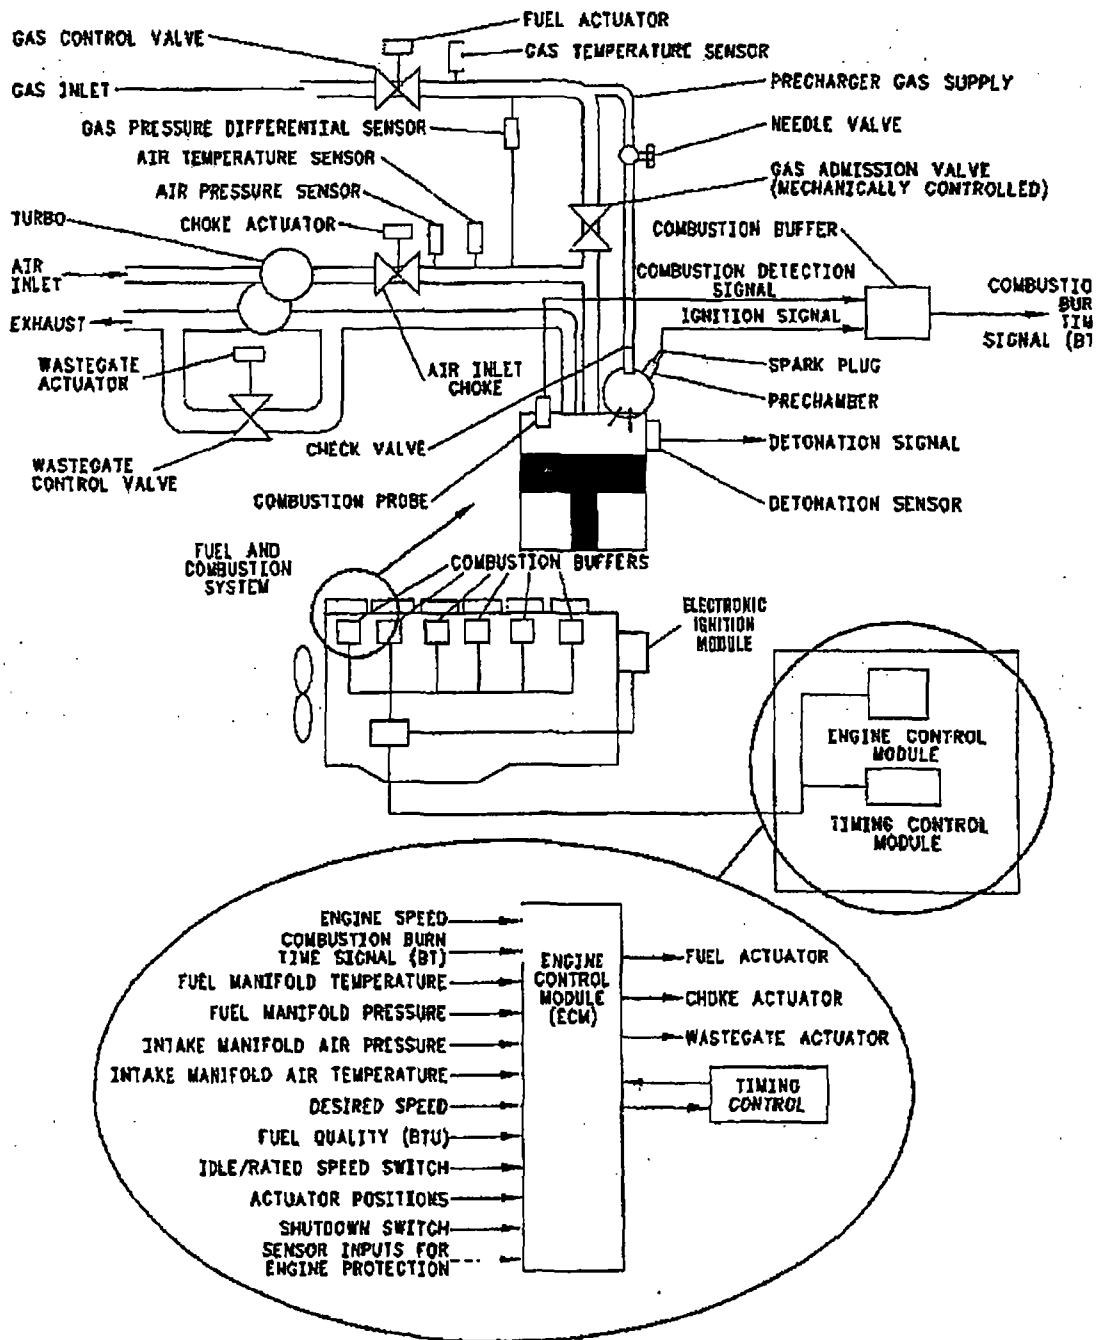 FUEL ACTUATOR
GAS CONTROL VALVE
GAS TEMPERATURE SENSOR
GAS INLET
PRECHARGER GAS SUPPLY
GAS PRESSURE DIFFERENTIAL SENSOR
NEEDLE VALVE
AIR TEMPERATURE SENSOR
GAS ADMISSION VALVE
(MECHANICALLY CONTROLLED)
AIR PRESSURE SENSOR
TURBO
CHOKE ACTUATOR
COMBUSTION BUFFER
AIR
INLET
COMBUSTION DETECTION
SIGNAL
COMBUSTIO
BUR
TIM
SIGNAL (BT
EXHAUST
IGNITION SIGNAL
WASTEGATE
ACTUATOR
AIR INLET
CHOKE
SPARK PLUG
PRECHAMBER
CHECK VALVE
DETONATION SIGNAL
WASTEGATE
CONTROL VALVE
COMBUSTION PROBE
DETONATION SENSOR
FUEL AND
COMBUSTION
SYSTEM
COMBUSTION BUFFERS
ELECTRONIC
IGNITION
MODULE
ENGINE CONTROL
MODULE
TIMING CONTROL
MODULE
ENGINE SPEED
COMBUSTION BURN
TIME SIGNAL (BT)
FUEL MANIFOLD TEMPERATURE
FUEL MANIFOLD PRESSURE
INTAKE MANIFOLD AIR PRESSURE
INTAKE MANIFOLD AIR TEMPERATURE
DESIRED SPEED
FUEL QUALITY (BTU)
IDLE/RATED SPEED SWITCH
ACTUATOR POSITIONS
SHUTDOWN SWITCH
SENSOR INPUTS FOR
ENGINE PROTECTION
ENGINE
CONTROL
MODULE
(ECM)
FUEL ACTUATOR
CHOKE ACTUATOR
WASTEGATE ACTUATOR
TIMING
CONTROL